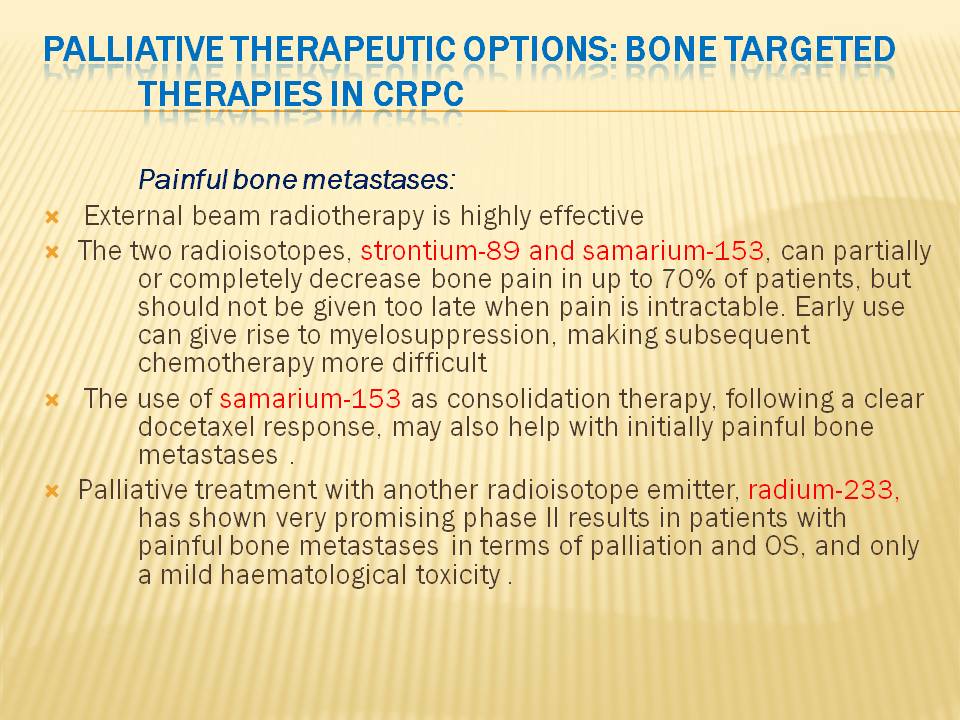 PALLIATIVE THERAPEUTIC OPTIONS: BONE TARGETED
THERAPIES IN CRPC
Painful bone metastases:
External beam radiotherapy is highly effective
The two radioisotopes, strontium-89 and samarium-153, can partially
or completely decrease bone pain in up to 70% of patients, but
should not be given too late when pain is intractable. Early use
can give rise to myelosuppression, making subsequent
chemotherapy more difficult
The use of samarium-153 as consolidation therapy, following a clear
docetaxel response, may also help with initially painful bone
metastases .
Palliative treatment with another radioisotope emitter, radium-233,
has shown very promising phase II results in patients with
painful bone metastases in terms of palliation and OS, and only
a mild haematological toxicity .